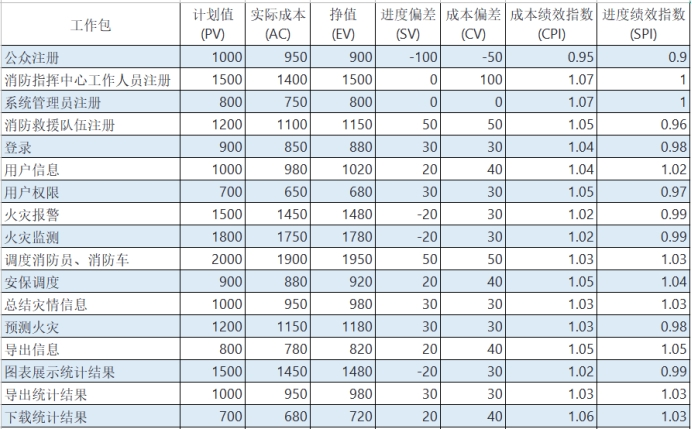 工作包 计划值(PV) 实际成本(AC) 挣值(EV) 进度偏差(SV) 成本偏差(CV) 成本绩效指数(CPI) 进度绩效指数(SPI)
公众注册 1000 950 900 -100 -50 0.95 0.9
消防指挥中心工作人员注册 1500 1400 1500 0 100 1.07 1
系统管理员注册 800 750 800 0 0 1.07 1
消防救援队伍注册 1200 1100 1150 50 50 1.05 0.96
登录 900 850 880 30 30 1.04 0.98
用户信息 1000 980 1020 20 40 1.04 1.02
用户权限 700 650 680 30 30 1.05 0.97
火灾报警 1500 1450 1480 -20 30 1.02 0.99
火灾监测 1800 1750 1780 -20 30 1.02 0.99
调度消防员、消防车 2000 1900 1950 50 50 1.03 1.03
安保调度 900 880 920 20 40 1.05 1.04
总结灾情信息 1000 950 980 30 30 1.03 1.03
预测火灾 1200 1150 1180 30 30 1.03 0.98
导出信息 800 780 820 20 40 1.05 1.05
图表展示统计结果 1500 1450 1480 -20 30 1.02 0.99
导出统计结果 1000 950 980 30 30 1.03 1.03
下载统计结果 700 680 720 20 40 1.06 1.03